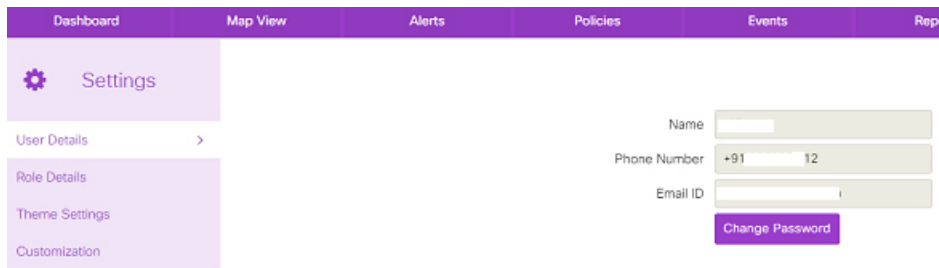 Dashboard Map View Alerts Policies Events Rep
Settings
User Details >
Name
Phone Number +91 12
Role Details
Email ID
Theme Settings
Change Password
Customization